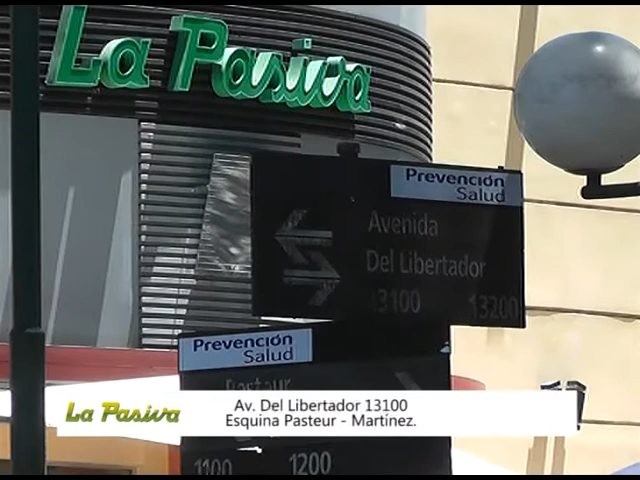 La Pasiva
Prevención
Salud
Avenida
Del Libertador
13100 13200
Prevención
Salud
Pasteur
La Pasiva
Av. Del Libertador 13100
Esquina Pasteur - Martínez.
1100 1200